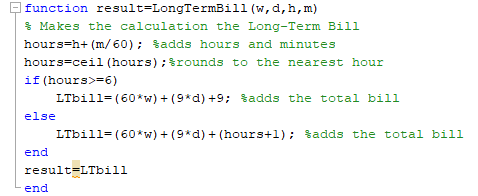 function result=LongTermBill(w,d,h,m)
% Makes the calculation the Long-Term Bill
hours=h+(m/60); %adds hours and minutes
hours=ceil(hours);%rounds to the nearest hour
if(hours>=6)
LTbill=(60*w)+(9*d)+9; %adds the total bill
else
LTbill=(60*w)+(9*d)+(hours+1); %adds the total bill
end
result=LTbill
end